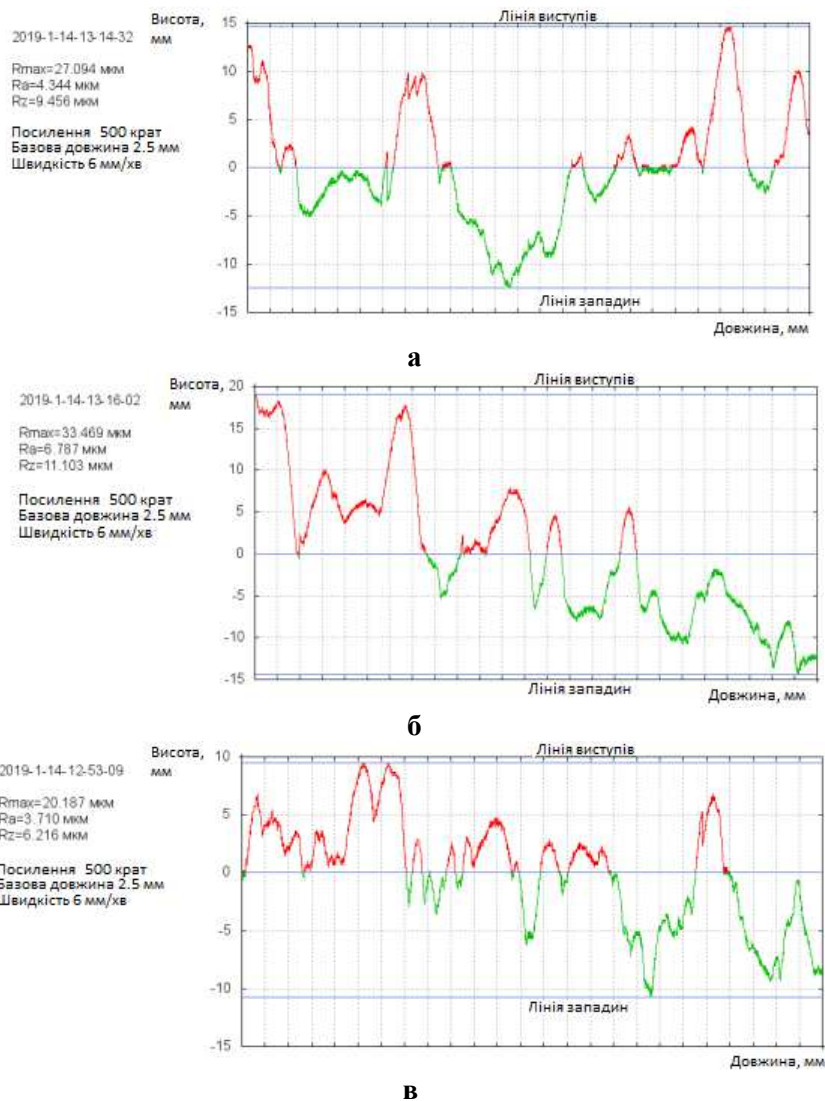 Висота,
мм
15
Лінія виступів
2019-1-14-13-14-32
Rmax=27.094 мкм
Ra=4.344 мкм
Rz=9.456 мкм
Посилення 500 крат
Базова довжина 2.5 мм
Швидкість 6 мм/хв
10
5
0
-5
-10
-15
Лінія западин
Довжина, мм
а
Висота,
мм
20
Лінія виступів
2019-1-14-13-16-02
Rmax=33.469 мкм
Ra=6.787 мкм
Rz=11.103 мкм
Посилення 500 крат
Базова довжина 2.5 мм
Швидкість 6 мм/хв
15
10
5
0
-5
-10
-15
Лінія западин
Довжина, мм
б
Висота,
мм
10
Лінія виступів
2019-1-14-12-53-09
Rmax=20.187 мкм
Ra=3.710 мкм
Rz=6.216 мкм
Посилення 500 крат
Базова довжина 2.5 мм
Швидкість 6 мм/хв
5
0
-5
-10
-15
Лінія западин
Довжина, мм
в